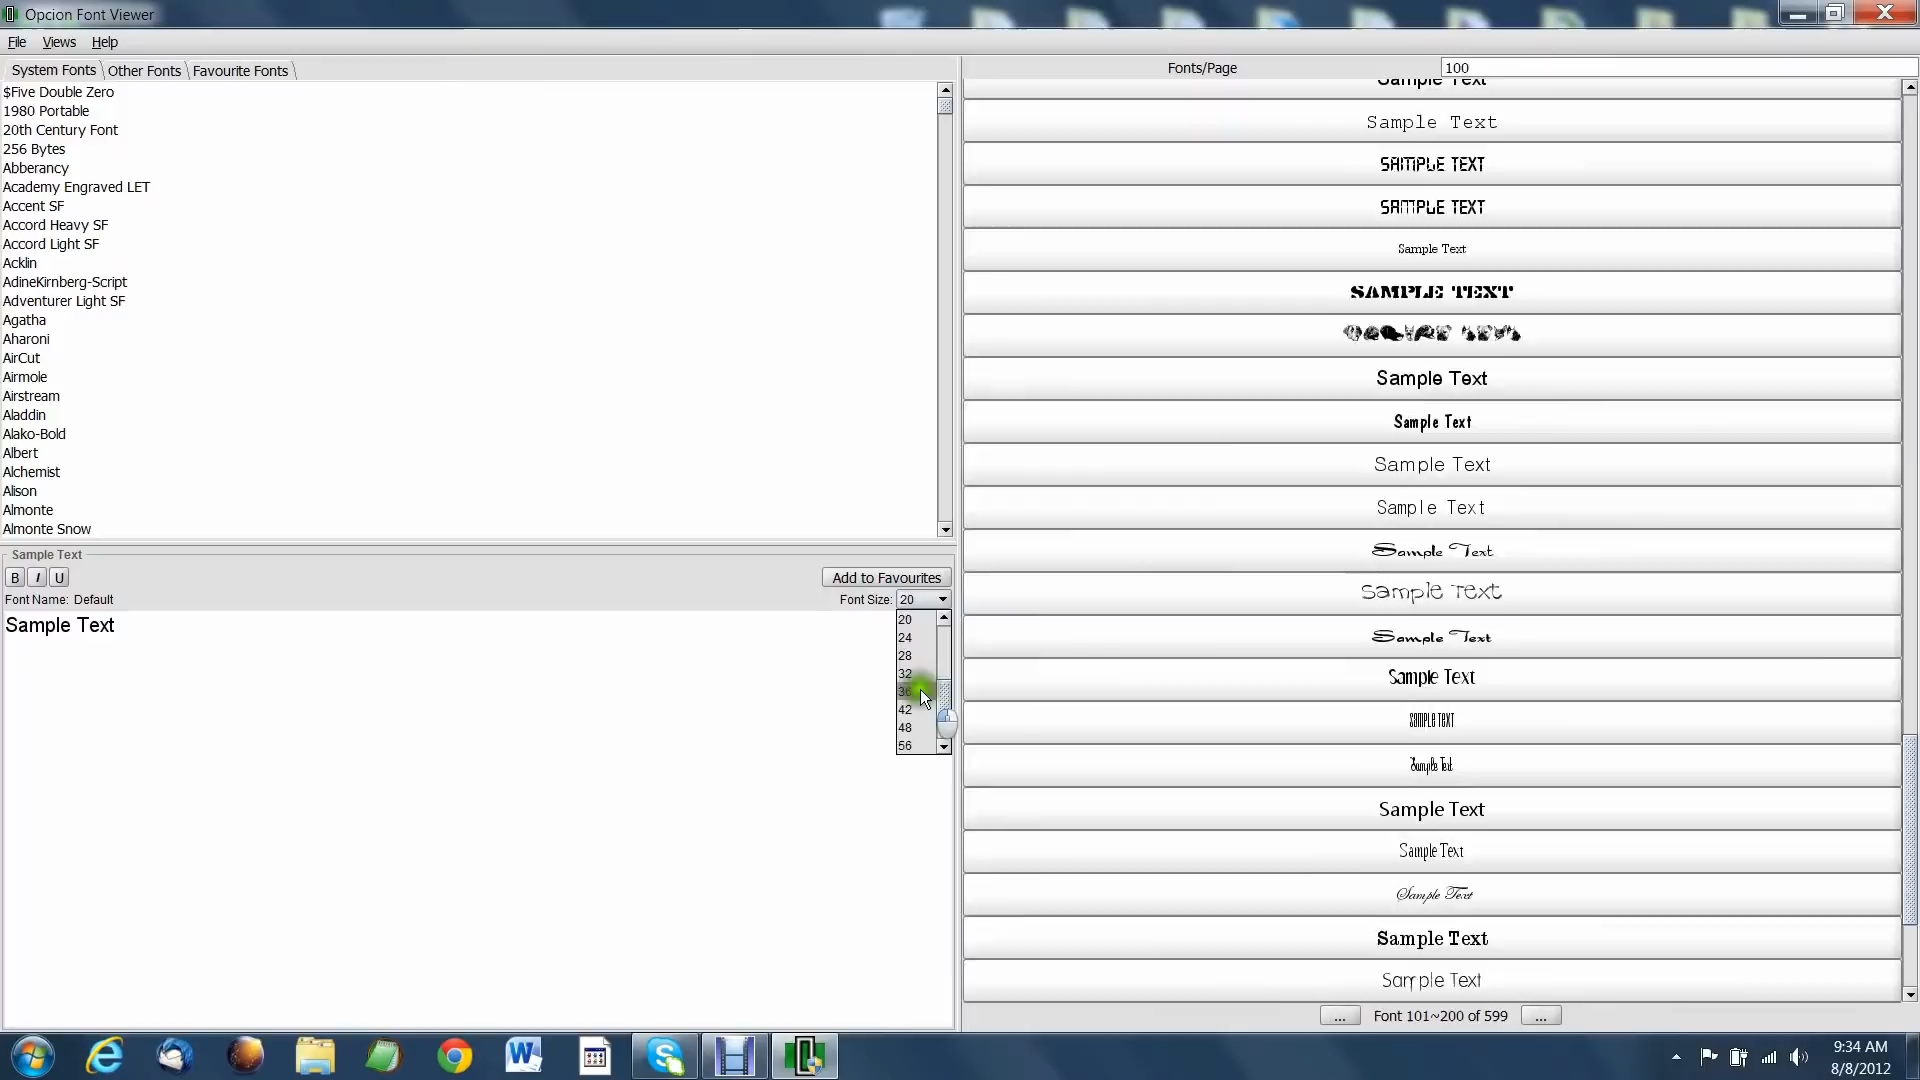 Opcion Font Viewer
File Views Help
System Fonts Other Fonts Favourite Fonts
$Five Double Zero
1980 Portable
20th Century Font
256 Bytes
Abberancy
Academy Engraved LET
Accent SF
Accord Heavy SF
Accord Light SF
Acklin
AdineKirnberg-Script
Adventurer Light SF
Agatha
Aharoni
AirCut
Airmole
Airstream
Aladdin
Alako-Bold
Albert
Alchemist
Alison
Almonte
Almonte Snow
Sample Text
B I U
Add to Favourites
Font Name: Default
Font Size: 20
Sample Text
20
24
28
32
36
42
48
56
Fonts/Page 100
Sample Text
Sample Text
SAMPLE TEXT
SAMPLE TEXT
Sample Text
SAMPLE TEXT
Sample Text
Sample Text
Sample Text
Sample Text
Sample Text
Sample Text
Sample Text
Sample Text
SAMPLE TEXT
Sample Text
Sample Text
Sample Text
Sample Text
Sample Text
Sample Text
... Font 101~200 of 599 ...
9:34 AM
8/8/2012